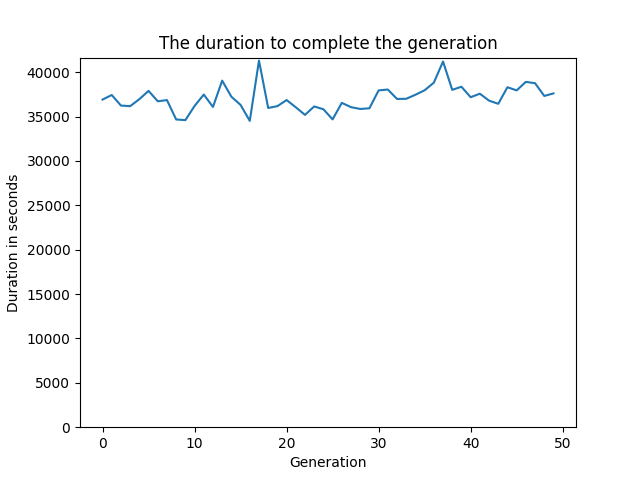 The duration to complete the generation
40000
35000
30000
25000
20000
15000
10000
5000
0
Duration in seconds
0 10 20 30 40 50
Generation